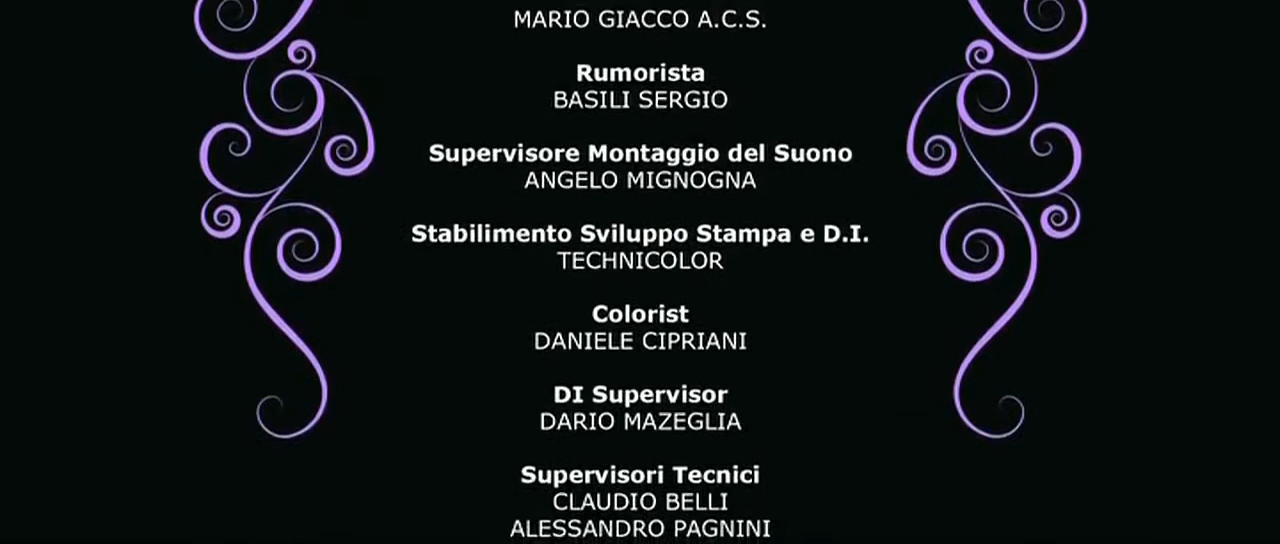 MARIO GIACCO A.C.S.
Rumorista
BASILI SERGIO
Supervisore Montaggio del Suono
ANGELO MIGNOGNA
Stabilimento Sviluppo Stampa e D.I.
TECHNICOLOR
Colorist
DANIELE CIPRIANI
DI Supervisor
DARIO MAZEGLIA
Supervisori Tecnici
CLAUDIO BELLI
ALESSANDRO PAGNINI